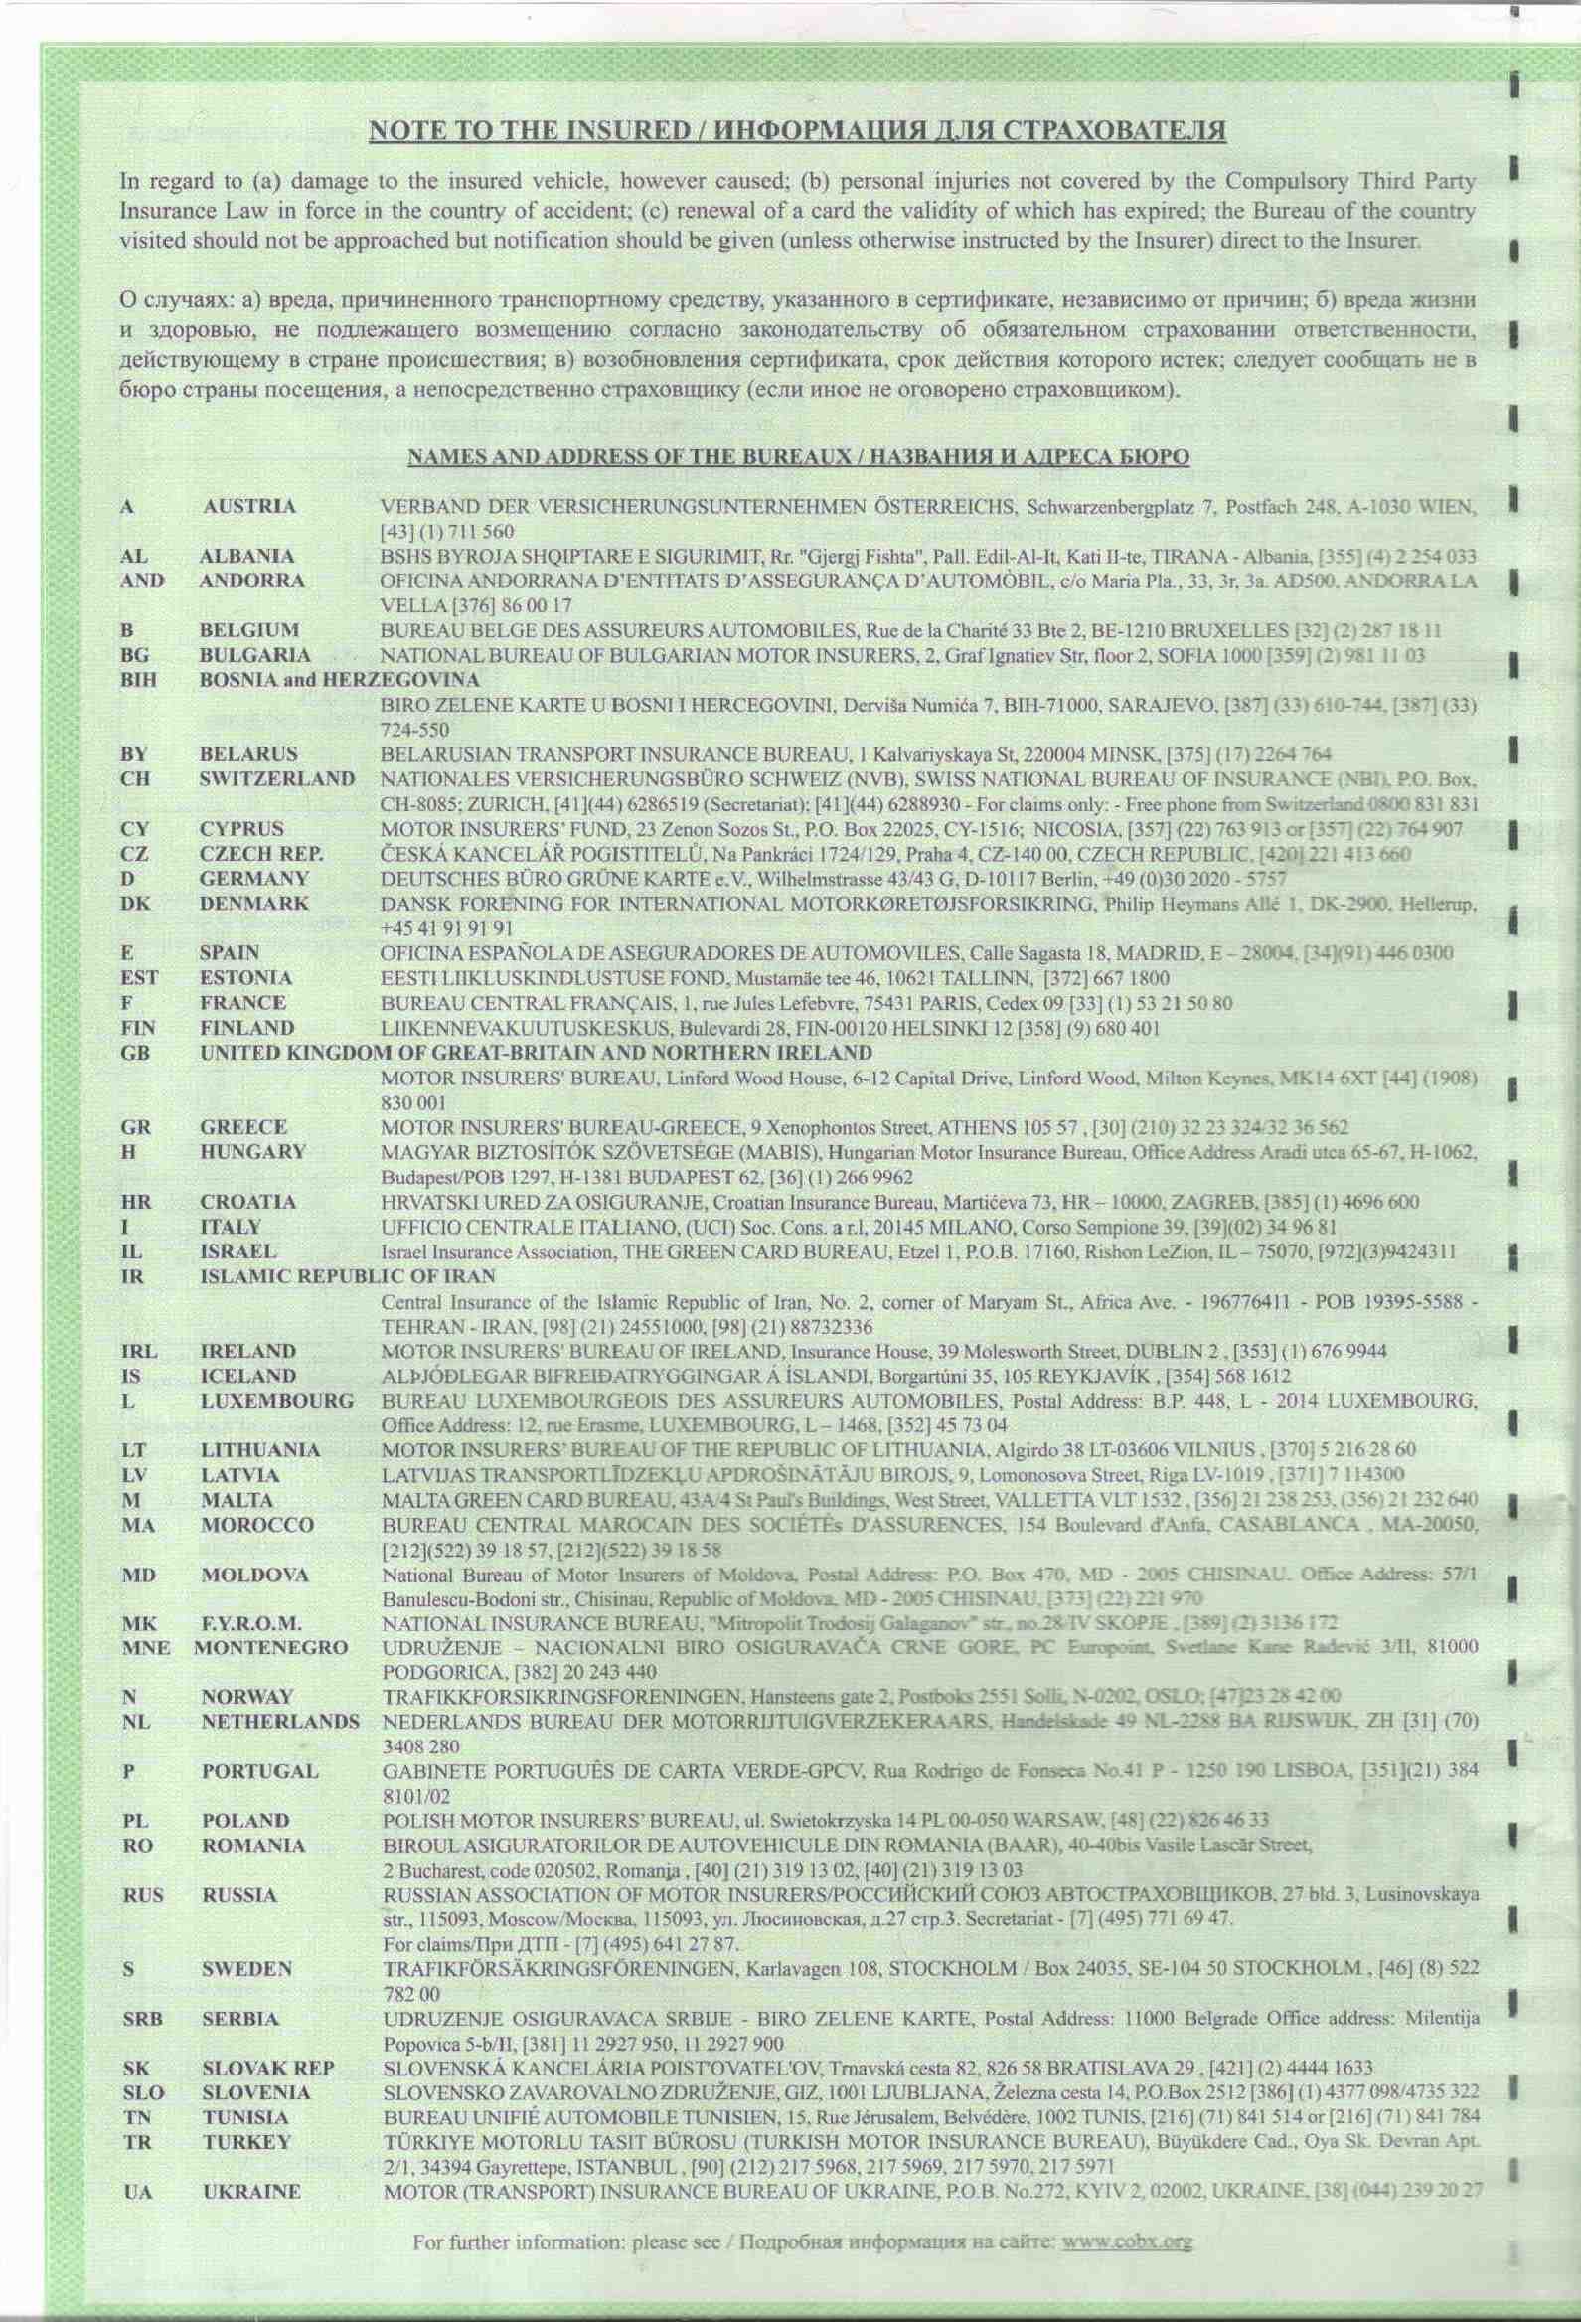 NOTE TO THE INSURED / ИНФОРМАЦИЯ ДЛЯ СТРАХОВАТЕЛЯ
In regard to (a) damage to the insured vehicle, however caused; (b) personal injuries not covered by the Compulsory Third Party
Insurance Law in force in the country of accident; (c) renewal of a card the validity of which has expired; the Bureau of the country
visited should not be approached but notification should be given (unless otherwise instructed by the Insurer) direct to the Insurer.
О случаях: а) вреда, причиненного транспортному средству, указанного в сертификате, независимо от причин; б) вреда жизни
и здоровью, не подлежащего возмещению согласно законодательству об обязательном страховании ответственности,
действующему в стране происшествия; в) возобновления сертификата, срок действия которого истек; следует сообщать не в
бюро страны посещения, а непосредственно страховщику (если иное не оговорено страховщиком).
NAMES AND ADDRESS OF THE BUREAUX / НАЗВАНИЯ И АДРЕСА БЮРО
A AUSTRIA VERBAND DER VERSICHERUNGSUNTERNEHMEN ÖSTERREICHS, Schwarzenbergplatz 7, Postfach 248, A-1030 WIEN,
[43] (1) 711 560
AL ALBANIA BSHS BYROJA SHQIPTARE E SIGURIMIT, Rr. "Gjergj Fishta", Pall. Edil-Al-It, Kati II-te, TIRANA - Albania, [355] (4) 2 254 033
AND ANDORRA OFICINA ANDORRANA D'ENTITATS D'ASSEGURANÇA D'AUTOMÒBIL, c/o Maria Pla., 33, 3r, 3a. AD500, ANDORRA LA
VELLA [376] 86 00 17
B BELGIUM BUREAU BELGE DES ASSUREURS AUTOMOBILES, Rue de la Charité 33 Bte 2, BE-1210 BRUXELLES [32] (2) 287 18 11
BG BULGARIA NATIONAL BUREAU OF BULGARIAN MOTOR INSURERS, 2, Graf Ignatiev Str, floor 2, SOFIA 1000 [359] (2) 981 11 03
BIH BOSNIA and HERZEGOVINA
BIRO ZELENE KARTE U BOSNI I HERCEGOVINI, Derviša Numića 7, BIH-71000, SARAJEVO, [387] (33) 610-744, [387] (33)
724-550
BY BELARUS BELARUSIAN TRANSPORT INSURANCE BUREAU, 1 Kalvariyskaya St, 220004 MINSK, [375] (17) 2264 764
CH SWITZERLAND NATIONALES VERSICHERUNGSBÜRO SCHWEIZ (NVB), SWISS NATIONAL BUREAU OF INSURANCE (NBI), P.O. Box,
CH-8085; ZURICH, [41](44) 6286519 (Secretariat); [41](44) 6288930 - For claims only: - Free phone from Switzerland 0800 831 831
CY CYPRUS MOTOR INSURERS' FUND, 23 Zenon Sozos St., P.O. Box 22025, CY-1516; NICOSIA, [357] (22) 763 913 or [357] (22) 764 907
CZ CZECH REP. ČESKÁ KANCELÁŘ POGISTITELŮ, Na Pankráci 1724/129, Praha 4, CZ-140 00, CZECH REPUBLIC, [420] 221 413 660
D GERMANY DEUTSCHES BÜRO GRÜNE KARTE e.V., Wilhelmstrasse 43/43 G, D-10117 Berlin, +49 (0)30 2020 - 5757
DK DENMARK DANSK FORENING FOR INTERNATIONAL MOTORKØRETØJSFORSIKRING, Philip Heymans Allé 1, DK-2900, Hellerup,
+45 41 91 91 91
E SPAIN OFICINA ESPAÑOLA DE ASEGURADORES DE AUTOMOVILES, Calle Sagasta 18, MADRID, E – 28004, [34](91) 446 0300
EST ESTONIA EESTI LIIKLUSKINDLUSTUSE FOND, Mustamäe tee 46, 10621 TALLINN, [372] 667 1800
F FRANCE BUREAU CENTRAL FRANÇAIS, 1, rue Jules Lefebvre, 75431 PARIS, Cedex 09 [33] (1) 53 21 50 80
FIN FINLAND LIIKENNEVAKUUTUSKESKUS, Bulevardi 28, FIN-00120 HELSINKI 12 [358] (9) 680 401
GB UNITED KINGDOM OF GREAT-BRITAIN AND NORTHERN IRELAND
MOTOR INSURERS' BUREAU, Linford Wood House, 6-12 Capital Drive, Linford Wood, Milton Keynes, MK14 6XT [44] (1908)
830 001
GR GREECE MOTOR INSURERS' BUREAU-GREECE, 9 Xenophontos Street, ATHENS 105 57 , [30] (210) 32 23 324/32 36 562
H HUNGARY MAGYAR BIZTOSÍTÓK SZÖVETSÉGE (MABIS), Hungarian Motor Insurance Bureau, Office Address Aradi utca 65-67, H-1062,
Budapest/POB 1297, H-1381 BUDAPEST 62, [36] (1) 266 9962
HR CROATIA HRVATSKI URED ZA OSIGURANJE, Croatian Insurance Bureau, Martićeva 73, HR – 10000, ZAGREB, [385] (1) 4696 600
I ITALY UFFICIO CENTRALE ITALIANO, (UCI) Soc. Cons. a r.l, 20145 MILANO, Corso Sempione 39, [39](02) 34 96 81
IL ISRAEL Israel Insurance Association, THE GREEN CARD BUREAU, Etzel 1, P.O.B. 17160, Rishon LeZion, IL – 75070, [972](3)9424311
IR ISLAMIC REPUBLIC OF IRAN
Central Insurance of the Islamic Republic of Iran, No. 2, corner of Maryam St., Africa Ave. - 196776411 - POB 19395-5588 -
TEHRAN - IRAN, [98] (21) 24551000, [98] (21) 88732336
IRL IRELAND MOTOR INSURERS' BUREAU OF IRELAND, Insurance House, 39 Molesworth Street, DUBLIN 2 , [353] (1) 676 9944
IS ICELAND ALÞJÓDLEGAR BIFREIDATRYGGINGAR Á ÍSLANDI, Borgartúni 35, 105 REYKJAVÍK , [354] 568 1612
L LUXEMBOURG BUREAU LUXEMBOURGEOIS DES ASSUREURS AUTOMOBILES, Postal Address: B.P. 448, L - 2014 LUXEMBOURG,
Office Address: 12, rue Erasme, LUXEMBOURG, L – 1468, [352] 45 73 04
LT LITHUANIA MOTOR INSURERS' BUREAU OF THE REPUBLIC OF LITHUANIA, Algirdo 38 LT-03606 VILNIUS , [370] 5 216 28 60
LV LATVIA LATVIJAS TRANSPORTLĪDZEKĻU APDROŠINĀTĀJU BIROJS, 9, Lomonosova Street, Riga LV-1019 , [371] 7 114300
M MALTA MALTA GREEN CARD BUREAU, 43A/4 St Paul's Buildings, West Street, VALLETTA VLT 1532 , [356] 21 238 253, (356) 21 232 640
MA MOROCCO BUREAU CENTRAL MAROCAIN DES SOCIÉTÉs D'ASSURENCES, 154 Boulevard d'Anfa, CASABLANCA , MA-20050,
[212](522) 39 18 57, [212](522) 39 18 58
MD MOLDOVA National Bureau of Motor Insurers of Moldova, Postal Address: P.O. Box 470, MD - 2005 CHISINAU. Office Address: 57/1
Banulescu-Bodoni str., Chisinau, Republic of Moldova, MD - 2005 CHISINAU, [373] (22) 221 970
MK F.Y.R.O.M. NATIONAL INSURANCE BUREAU, "Mitropolit Trodosij Galaganov" str., no.28/IV SKOPJE , [389] (2) 3136 172
MNE MONTENEGRO UDRUŽENJE – NACIONALNI BIRO OSIGURAVAČA CRNE GORE, PC Europoint, Svetlane Kane Radević 3/II, 81000
PODGORICA, [382] 20 243 440
N NORWAY TRAFIKKFORSIKRINGSFORENINGEN, Hansteens gate 2, Postboks 2551 Solli, N-0202, OSLO; [47]23 28 42 00
NL NETHERLANDS NEDERLANDS BUREAU DER MOTORRIJTUIGVERZEKERAARS, Handelskade 49 NL-2288 BA RIJSWIJK, ZH [31] (70)
3408 280
P PORTUGAL GABINETE PORTUGUÊS DE CARTA VERDE-GPCV, Rua Rodrigo de Fonseca No.41 P - 1250 190 LISBOA, [351](21) 384
8101/02
PL POLAND POLISH MOTOR INSURERS' BUREAU, ul. Swietokrzyska 14 PL 00-050 WARSAW, [48] (22) 826 46 33
RO ROMANIA BIROUL ASIGURATORILOR DE AUTOVEHICULE DIN ROMANIA (BAAR), 40-40bis Vasile Lascăr Street,
2 Bucharest, code 020502, Romanja , [40] (21) 319 13 02, [40] (21) 319 13 03
RUS RUSSIA RUSSIAN ASSOCIATION OF MOTOR INSURERS/РОССИЙСКИЙ СОЮЗ АВТОСТРАХОВЩИКОВ, 27 bld. 3, Lusinovskaya
str., 115093, Moscow/Москва, 115093, ул. Люсиновская, д.27 стр.3. Secretariat - [7] (495) 771 69 47.
For claims/При ДТП - [7] (495) 641 27 87.
S SWEDEN TRAFIKFÖRSÄKRINGSFÖRENINGEN, Karlavagen 108, STOCKHOLM / Box 24035, SE-104 50 STOCKHOLM , [46] (8) 522
782 00
SRB SERBIA UDRUZENJE OSIGURAVACA SRBIJE - BIRO ZELENE KARTE, Postal Address: 11000 Belgrade Office address: Milentija
Popovica 5-b/II, [381] 11 2927 950, 11 2927 900
SK SLOVAK REP SLOVENSKÁ KANCELÁRIA POISTʼOVATEL'OV, Trnavská cesta 82, 826 58 BRATISLAVA 29 , [421] (2) 4444 1633
SLO SLOVENIA SLOVENSKO ZAVAROVALNO ZDRUŽENJE, GIZ, 1001 LJUBLJANA, Železna cesta 14, P.O.Box 2512 [386] (1) 4377 098/4735 322
TN TUNISIA BUREAU UNIFIÉ AUTOMOBILE TUNISIEN, 15, Rue Jérusalem, Belvédère, 1002 TUNIS, [216] (71) 841 514 or [216] (71) 841 784
TR TURKEY TÜRKIYE MOTORLU TASIT BÜROSU (TURKISH MOTOR INSURANCE BUREAU), Büyükdere Cad., Oya Sk. Devran Apt.
2/1, 34394 Gayrettepe, ISTANBUL , [90] (212) 217 5968, 217 5969, 217 5970, 217 5971
UA UKRAINE MOTOR (TRANSPORT) INSURANCE BUREAU OF UKRAINE, P.O.B. No.272, KYIV 2, 02002, UKRAINE, [38] (044) 239 20 27
For further information: please see / Подробная информация на сайте: www.cobx.org